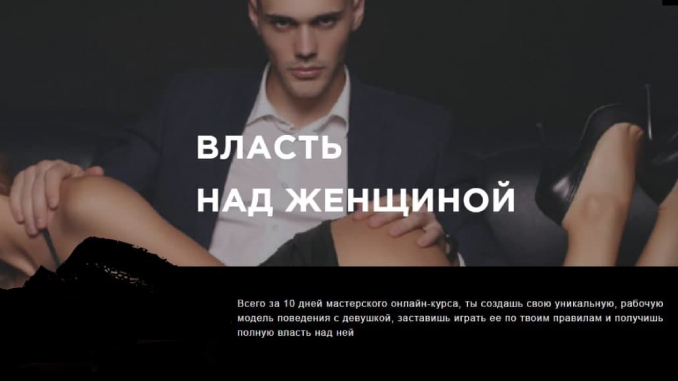 ВЛАСТЬ
НАД ЖЕНЩИНОЙ
Всего за 10 дней мастерского онлайн-курса, ты создашь свою уникальную, рабочую
модель поведения с девушкой, заставишь играть ее по твоим правилам и получишь
полную власть над ней